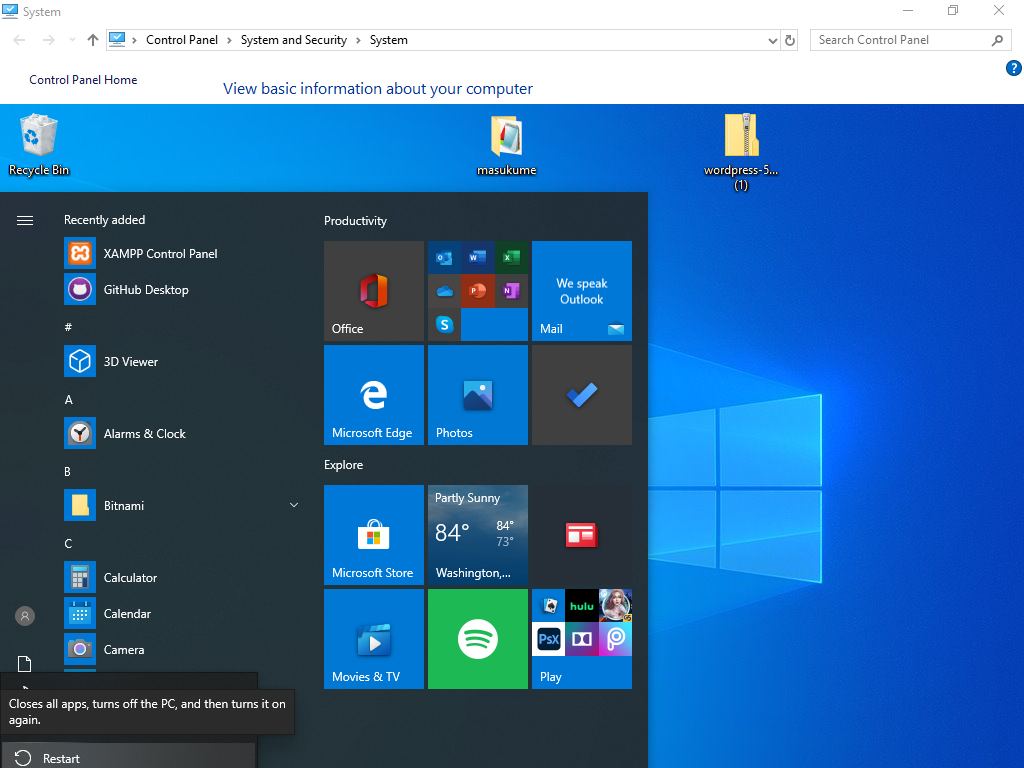 System
Control Panel
System and Security
System
Search Control Panel
?
Control Panel Home
View basic information about your computer
Recycle Bin
masukume
wordpress-5...
(1)
Recently added
XAMPP Control Panel
GitHub Desktop
#
3D Viewer
A
Alarms & Clock
B
Bitnami
C
Calculator
Calendar
Camera
Productivity
Office
We speak
Outlook
Mail
Microsoft Edge
Photos
Explore
Microsoft Store
Partly Sunny
84°
84°
73°
Washington,...
Movies & TV
hulu
PsX
Play
Closes all apps, turns off the PC, and then turns it on
again.
Restart